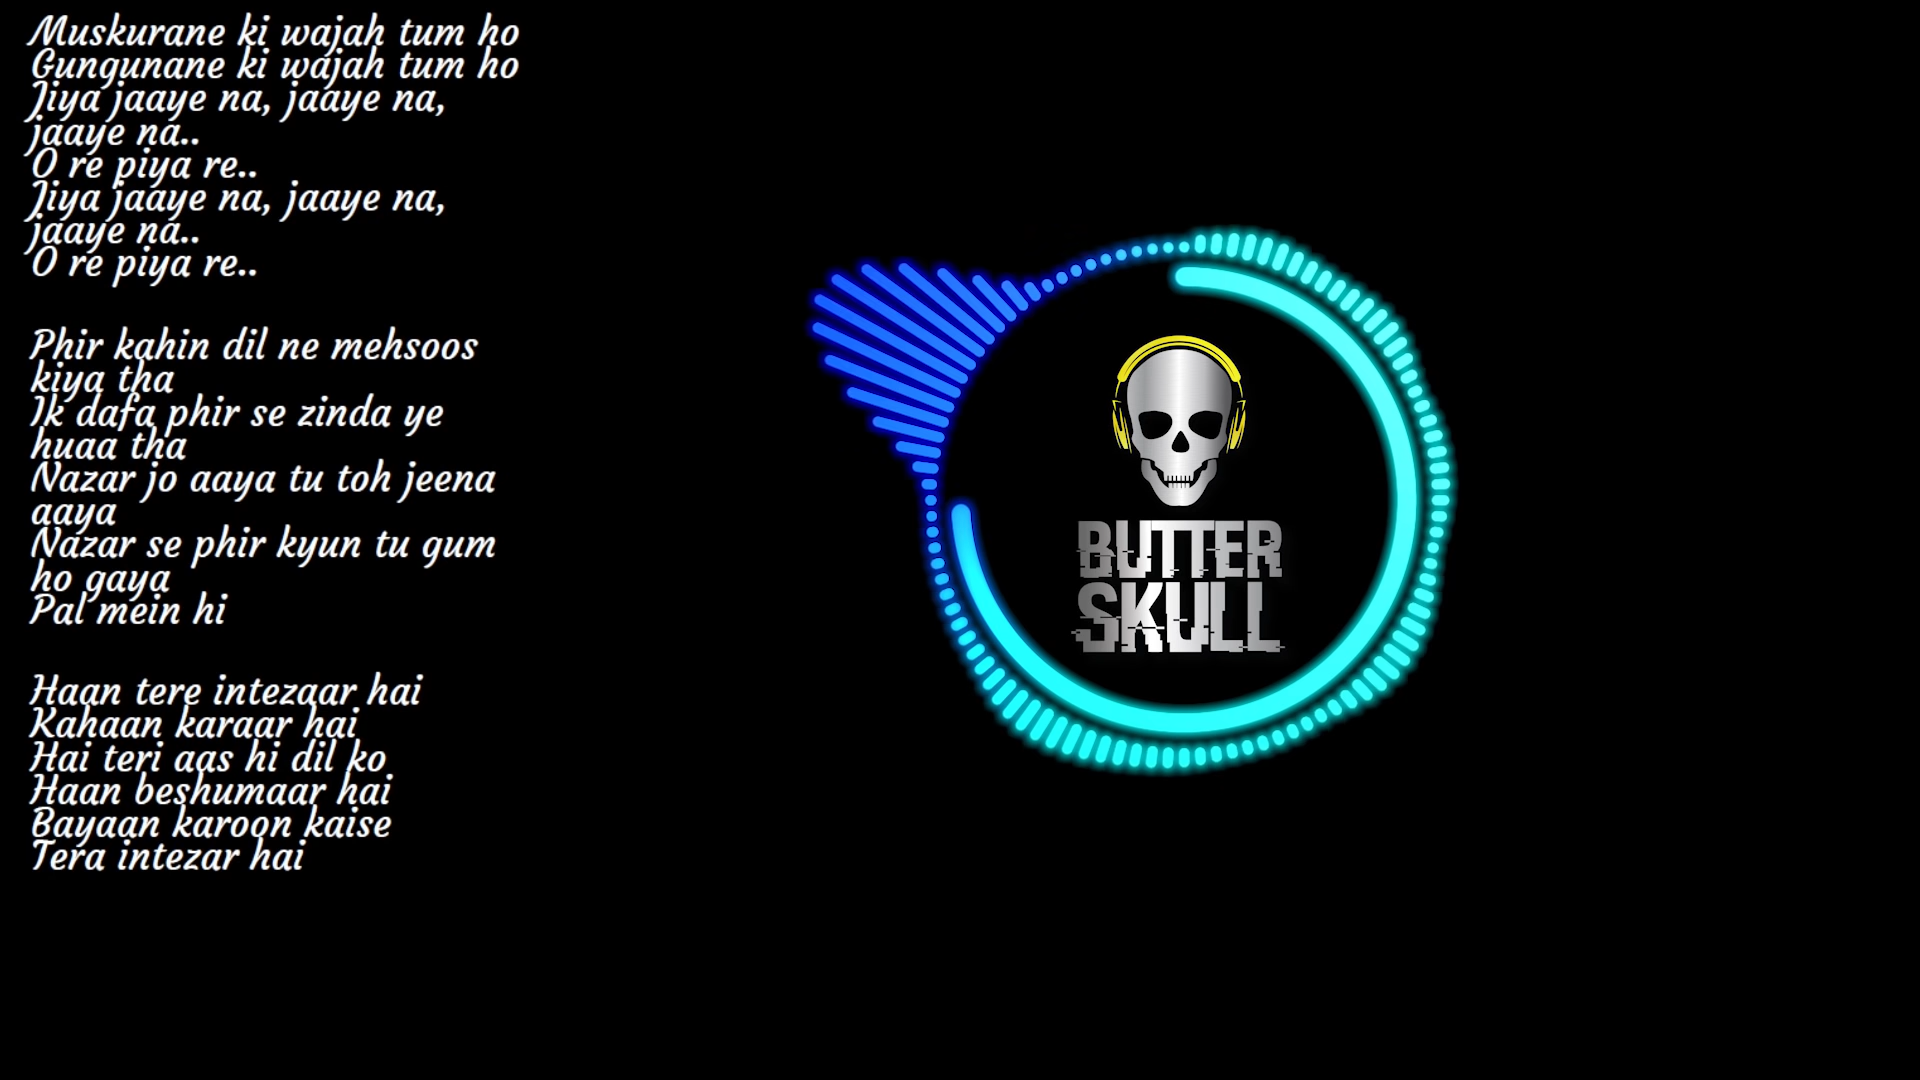 Muskurane ki wajah tum ho
Gungunane ki wajah tum ho
Jiya jaaye na, jaaye na,
jaaye na..
O re piya re..
Jiya jaaye na, jaaye na,
jaaye na..
O re piya re..
Phir kahin dil ne mehsoos
kiya tha
Ik dafa phir se zinda ye
huaa tha
Nazar jo aaya tu toh jeena
aaya
Nazar se phir kyun tu gum
ho gaya
Pal mein hi
Haan tere intezaar hai
Kahaan karaar hai
Hai teri aas hi dil ko
Haan beshumaar hai
Bayaan karoon kaise
Tera intezar hai
BUTTER
SKULL